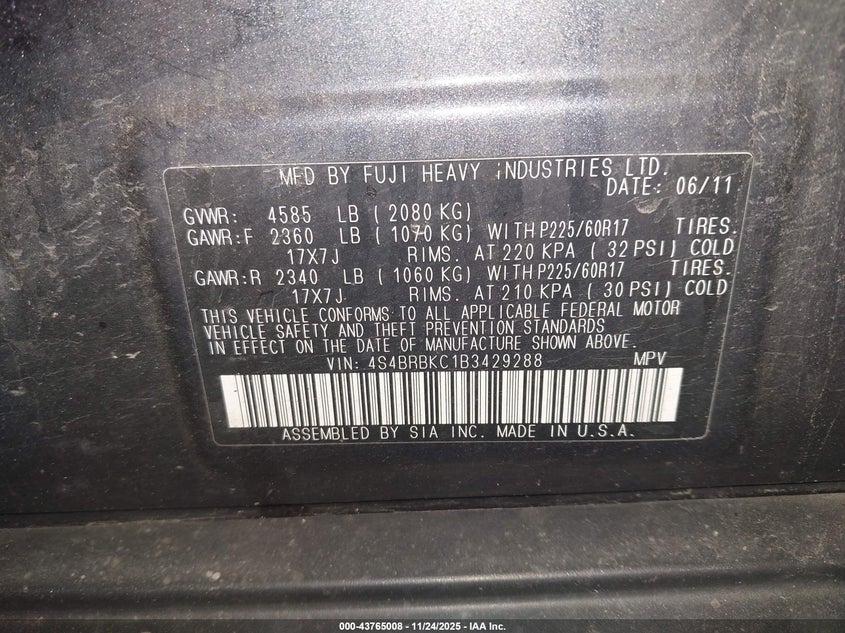 MFD BY FUJI HEAVY INDUSTRIES LTD.
DATE: 06/11
GVWR: 4585 LB ( 2080 KG)
GAWR:F 2360 LB ( 1070 KG) WITH P225/60R17 TIRES.
17X7J RIMS. AT 220 KPA ( 32 PSI) COLD
GAWR:R 2340 LB ( 1060 KG) WITH P225/60R17 TIRES.
17X7J RIMS. AT 210 KPA ( 30 PSI) COLD
THIS VEHICLE CONFORMS TO ALL APPLICABLE FEDERAL MOTOR
VEHICLE SAFETY AND THEFT PREVENTION STANDARDS
IN EFFECT ON THE DATE OF MANUFACTURE SHOWN ABOVE.
VIN: 4S4BRBKC1B3429288 MPV
ASSEMBLED BY SIA INC. MADE IN U.S.A.
000-43765008 - 11/24/2025 - IAA Inc.